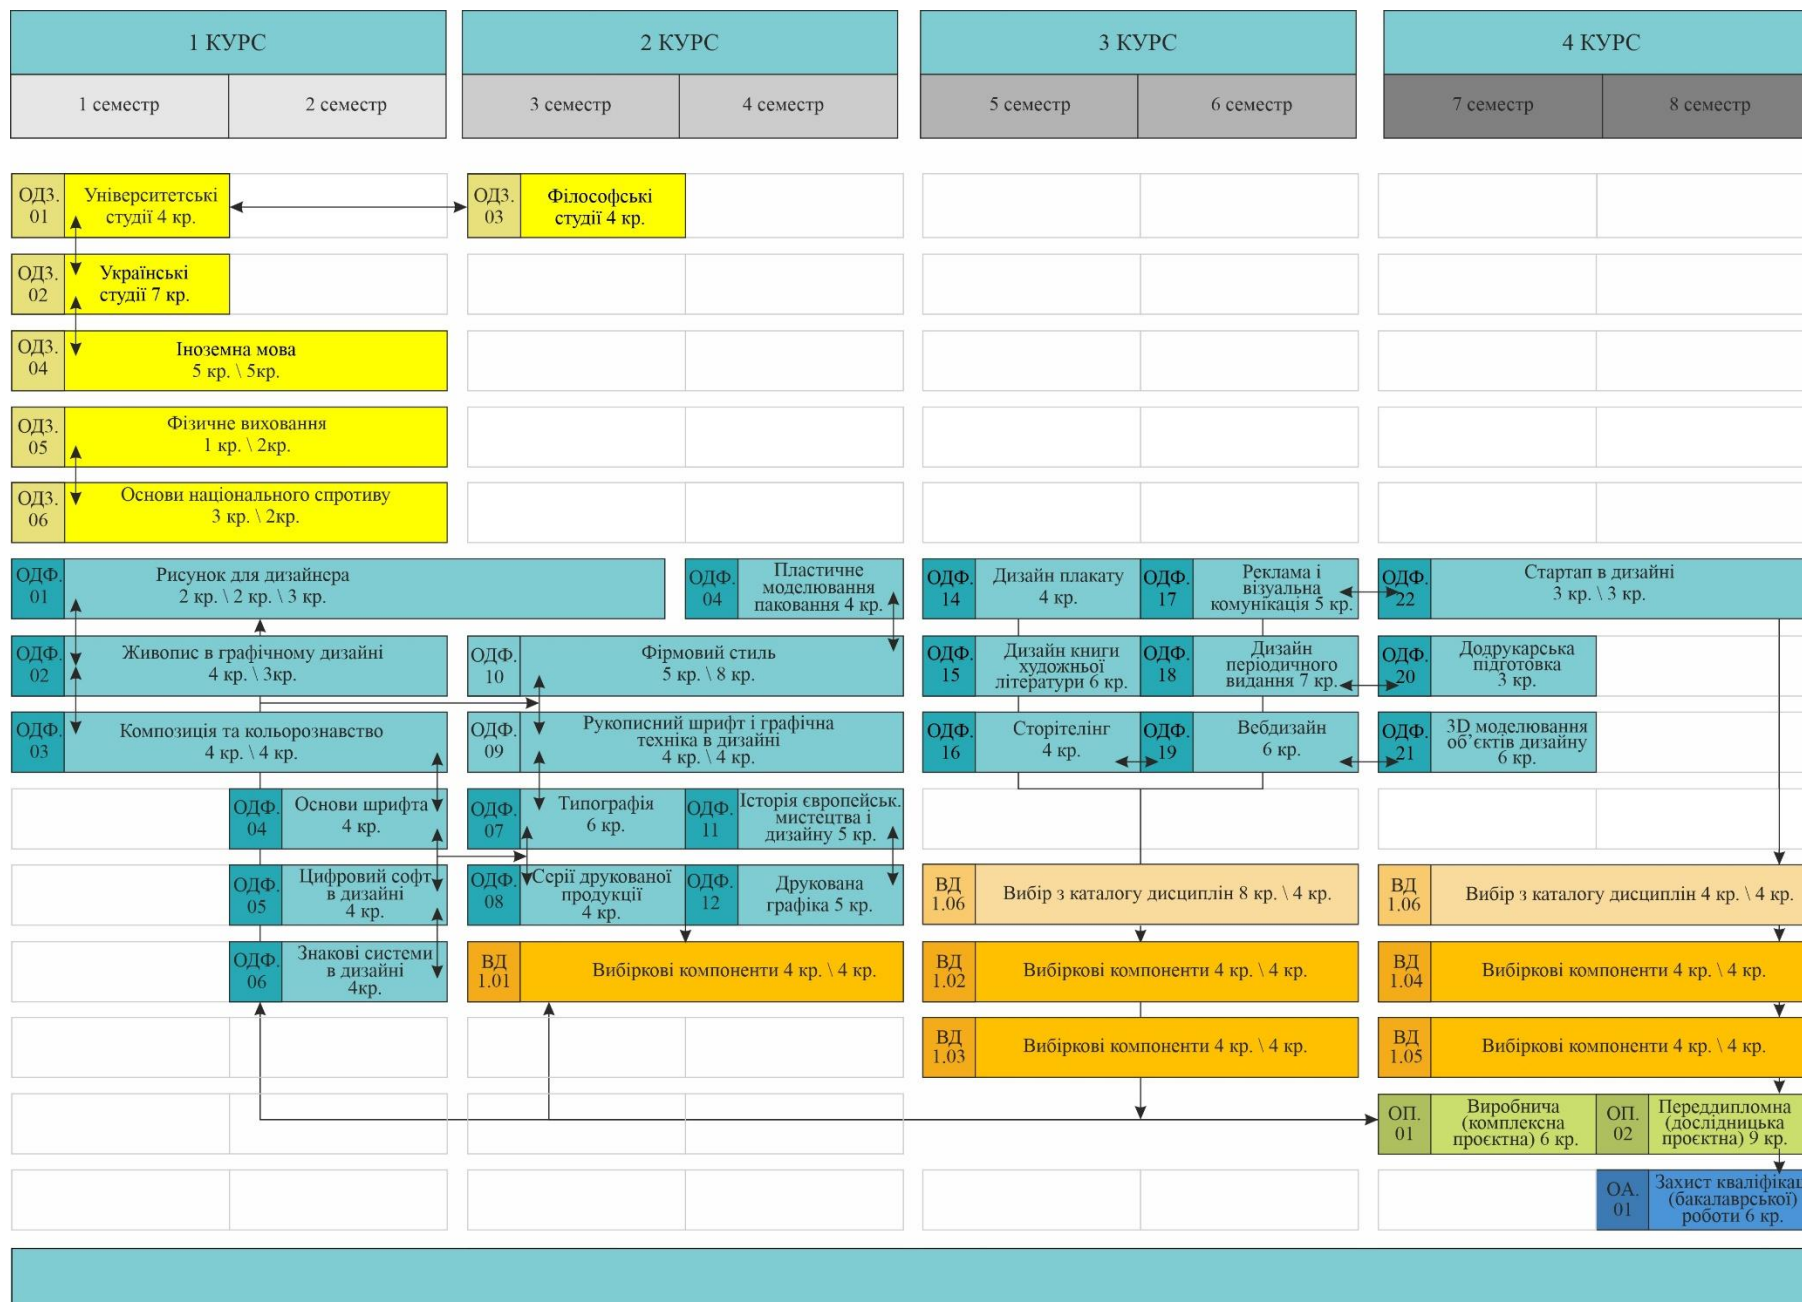 1 КУРС
2 КУРС
3 КУРС
4 КУРС
1 семестр
2 семестр
3 семестр
4 семестр
5 семестр
6 семестр
7 семестр
8 семестр
ОДЗ.
01
Університетські
студії 4 кр.
ОДЗ.
03
Філософські
студії 4 кр.
ОДЗ.
02
Українські
студії 7 кр.
ОДЗ.
04
Іноземна мова
5 кр. \ 5кр.
ОДЗ.
05
Фізичне виховання
1 кр. \ 2кр.
ОДЗ.
06
Основи національного спротиву
3 кр. \ 2кр.
ОДФ.
01
Рисунок для дизайнера
2 кр. \ 2 кр. \ 3 кр.
ОДФ.
04
Пластичне
моделювання
паковання 4 кр.
ОДФ.
14
Дизайн плакату
4 кр.
ОДФ.
17
Реклама і
візуальна
комунікація 5 кр.
ОДФ.
22
Стартап в дизайні
3 кр. \ 3 кр.
ОДФ.
02
Живопис в графічному дизайні
4 кр. \ 3кр.
ОДФ.
10
Фірмовий стиль
5 кр. \ 8 кр.
ОДФ.
15
Дизайн книги
художньої
літератури 6 кр.
ОДФ.
18
Дизайн
періодичного
видання 7 кр.
ОДФ.
20
Додрукарська
підготовка
3 кр.
ОДФ.
03
Композиція та кольорознавство
4 кр. \ 4 кр.
ОДФ.
09
Рукописний шрифт і графічна
техніка в дизайні
4 кр. \ 4 кр.
ОДФ.
16
Сторітелінг
4 кр.
ОДФ.
19
Вебдизайн
6 кр.
ОДФ.
21
3D моделювання
об’єктів дизайну
6 кр.
ОДФ.
04
Основи шрифта
4 кр.
ОДФ.
07
Типографія
6 кр.
ОДФ.
11
Історія європейськ.
мистецтва і
дизайну 5 кр.
ОДФ.
05
Цифровий софт
в дизайні
4 кр.
ОДФ.
08
Серії друкованої
продукції
4 кр.
ОДФ.
12
Друкована
графіка 5 кр.
ВД
1.06
Вибір з каталогу дисциплін 8 кр. \ 4 кр.
ВД
1.06
Вибір з каталогу дисциплін 4 кр. \ 4 кр.
ОДФ.
06
Знакові системи
в дизайні
4кр.
ВД
1.01
Вибіркові компоненти 4 кр. \ 4 кр.
ВД
1.02
Вибіркові компоненти 4 кр. \ 4 кр.
ВД
1.04
Вибіркові компоненти 4 кр. \ 4 кр.
ВД
1.03
Вибіркові компоненти 4 кр. \ 4 кр.
ВД
1.05
Вибіркові компоненти 4 кр. \ 4 кр.
ОП.
01
Виробнича
(комплексна
проєктна) 6 кр.
ОП.
02
Переддипломна
(дослідницька
проєктна) 9 кр.
ОА.
01
Захист
(бакалаврської)
роботи 6 кр.